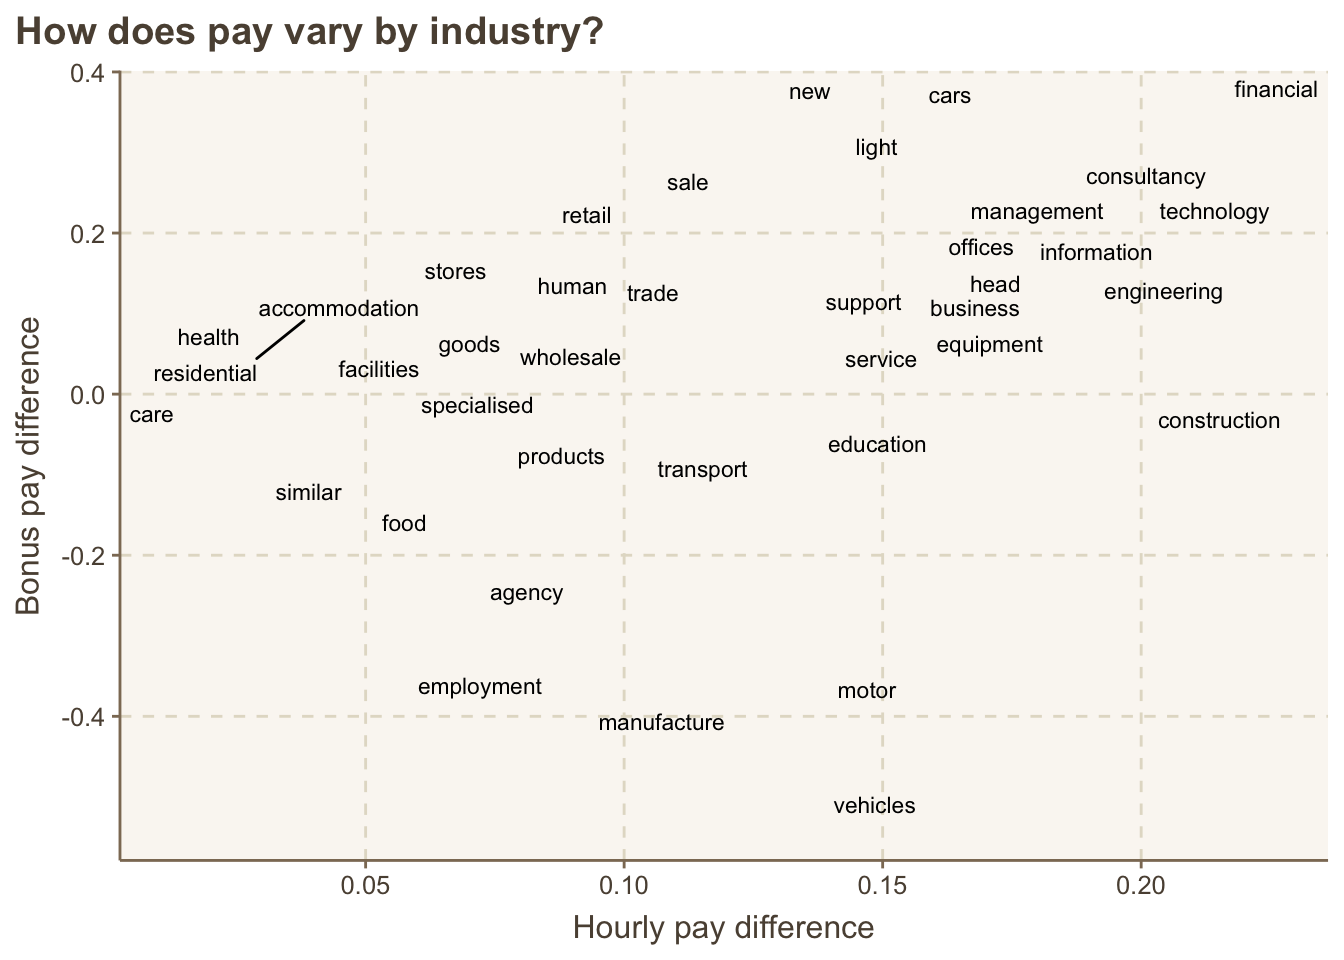 How does pay vary by industry?
0.4
new
cars
financial
light
sale
consultancy
retail
management
technology
0.2
offices
information
stores
human
trade
head
engineering
support
business
accommodation
health
goods
wholesale
equipment
service
residential
facilities
0.0
care
specialised
construction
education
products
transport
similar
food
-0.2
agency
employment
motor
-0.4
manufacture
vehicles
Bonus pay difference
0.05
0.10
0.15
0.20
Hourly pay difference